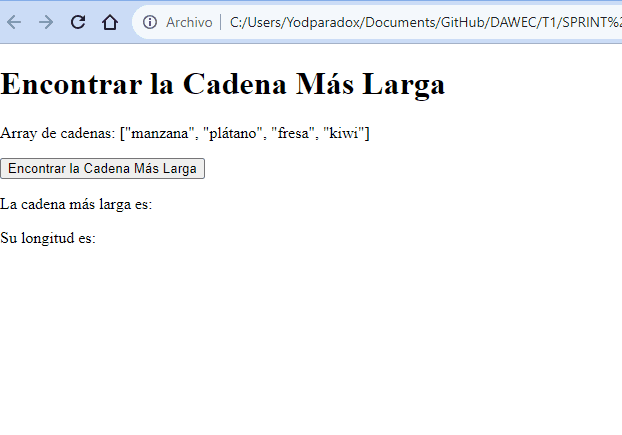 Archivo | C:/Users/Yodparadox/Documents/GitHub/DAWEC/T1/SPRINT%2
Encontrar la Cadena Más Larga
Array de cadenas: ["manzana", "plátano", "fresa", "kiwi"]
Encontrar la Cadena Más Larga
La cadena más larga es:
Su longitud es: